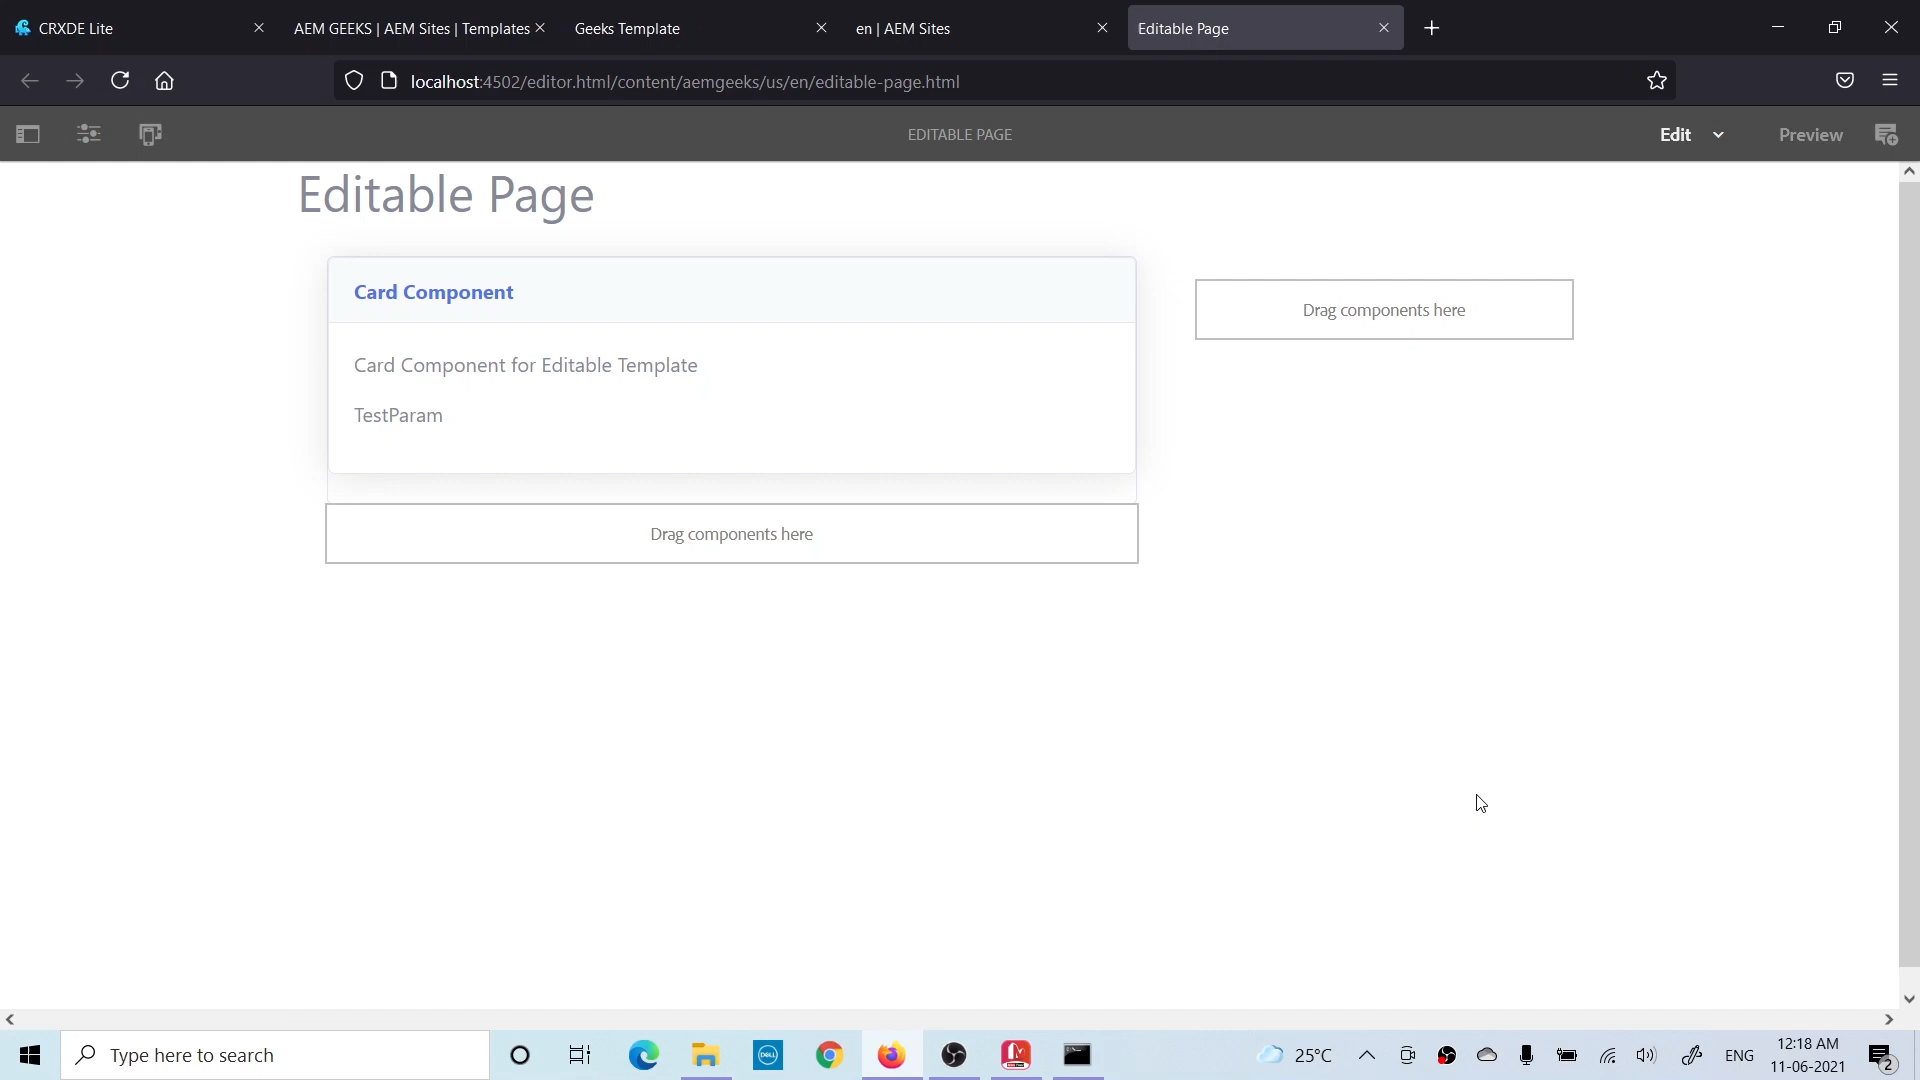 CRXDE Lite
AEM GEEKS | AEM Sites | Templates
Geeks Template
en | AEM Sites
Editable Page
localhost:4502/editor.html/content/aemgeeks/us/en/editable-page.html
EDITABLE PAGE
Edit
Preview
Editable Page
Card Component
Card Component for Editable Template
TestParam
Drag components here
Drag components here
Type here to search
DELL
25°C
ENG
12:18 AM
11-06-2021
2